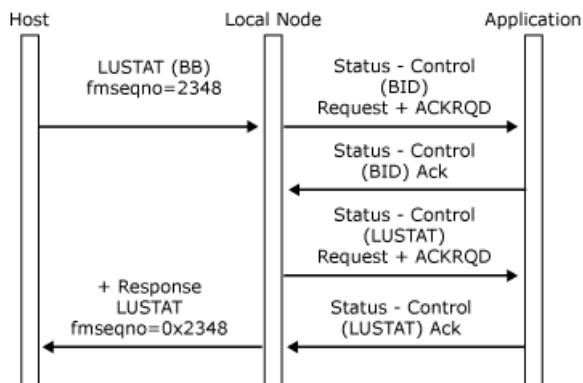 Host
Local Node
Application
LUSTAT (BB)
fmseqno=2348
Status - Control
(BID)
Request + ACKRQD
Status - Control
(BID) Ack
Status - Control
(LUSTAT)
Request + ACKRQD
+ Response
LUSTAT
fmseqno=0x2348
Status - Control
(LUSTAT) Ack